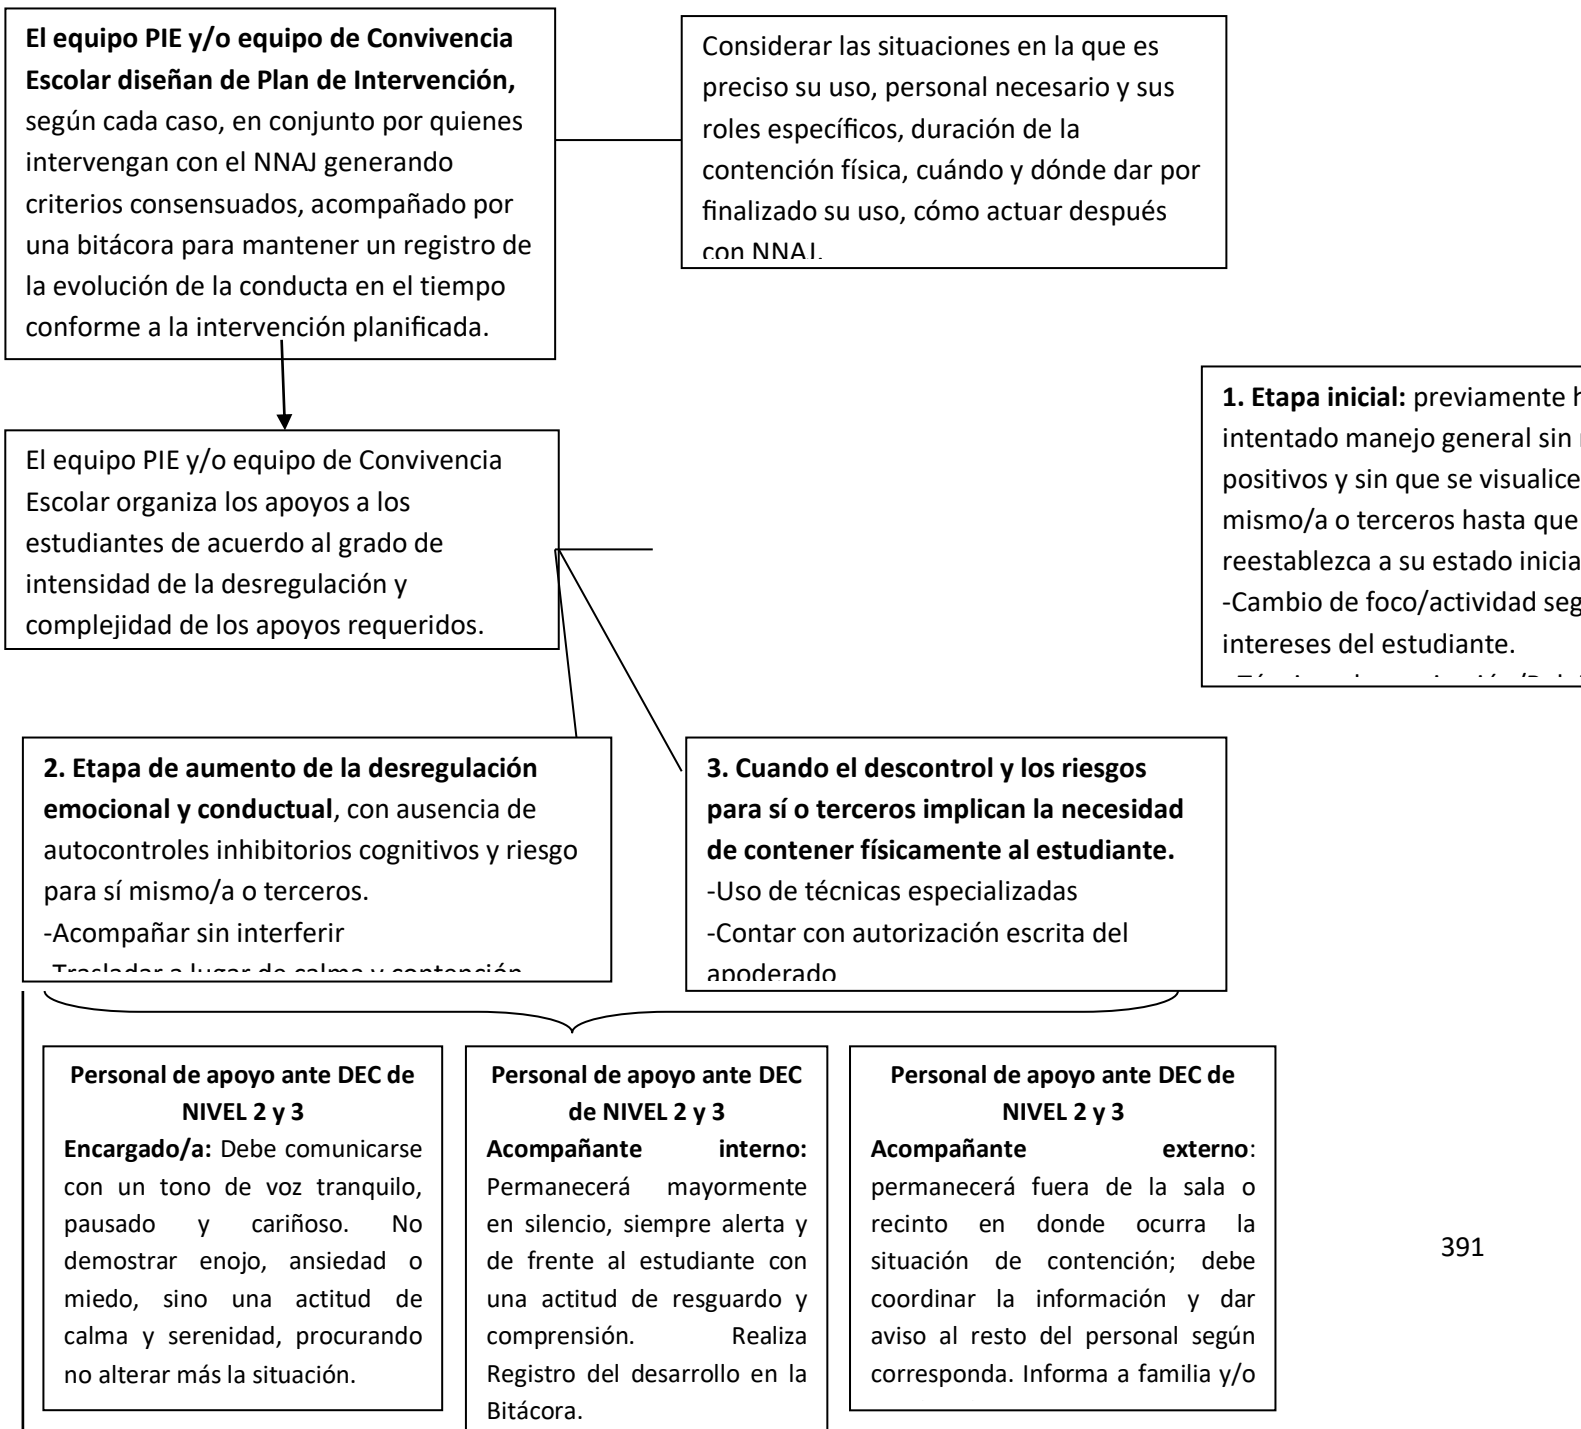 El equipo PIE y/o equipo de Convivencia
Escolar diseñan de Plan de Intervención,
según cada caso, en conjunto por quienes
intervengan con el NNAJ generando
criterios consensuados, acompañado por
una bitácora para mantener un registro de
la evolución de la conducta en el tiempo
conforme a la intervención planificada.
Considerar las situaciones en la que es
preciso su uso, personal necesario y sus
roles específicos, duración de la
contención física, cuándo y dónde dar por
finalizado su uso, cómo actuar después
con NNAJ.
El equipo PIE y/o equipo de Convivencia
Escolar organiza los apoyos a los
estudiantes de acuerdo al grado de
intensidad de la desregulación y
complejidad de los apoyos requeridos.
1. Etapa inicial: previamente
intentado manejo general sin
positivos y sin que se visualice
mismo/a o terceros hasta que
reestablezca a su estado
-Cambio de foco/actividad
intereses del estudiante.
2. Etapa de aumento de la desregulación
emocional y conductual, con ausencia de
autocontroles inhibitorios cognitivos y riesgo
para sí mismo/a o terceros.
-Acompañar sin interferir
-Trasladar a lugar de calma y contención
3. Cuando el descontrol y los riesgos
para sí o terceros implican la necesidad
de contener físicamente al estudiante.
-Uso de técnicas especializadas
-Contar con autorización escrita del
apoderado
Personal de apoyo ante DEC de
NIVEL 2 y 3
Encargado/a: Debe comunicarse
con un tono de voz tranquilo,
pausado y cariñoso. No
demostrar enojo, ansiedad o
miedo, sino una actitud de
calma y serenidad, procurando
no alterar más la situación.
Personal de apoyo ante DEC
de NIVEL 2 y 3
Acompañante interno:
Permanecerá mayormente
en silencio, siempre alerta y
de frente al estudiante con
una actitud de resguardo y
comprensión. Realiza
Registro del desarrollo en la
Bitácora.
Personal de apoyo ante DEC de
NIVEL 2 y 3
Acompañante externo:
permanecerá fuera de la sala o
recinto en donde ocurra la
situación de contención; debe
coordinar la información y dar
aviso al resto del personal según
corresponda. Informa a familia y/o
391